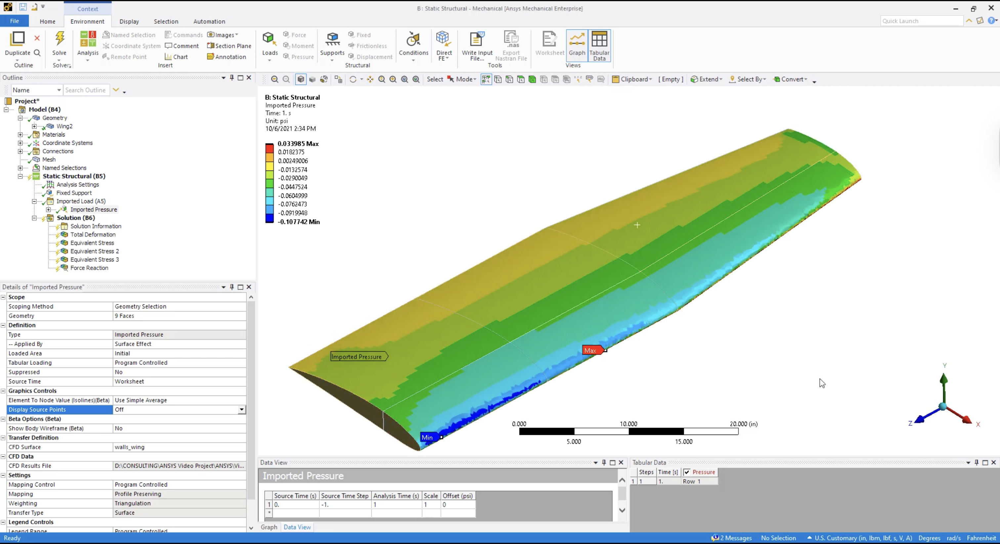 Context
B: Static Structural - Mechanical [Ansys Mechanical Enterprise]
File Home Environment Display Selection Automation
Quick Launch
Duplicate
Outline
Solve
Solver
Analysis
Named Selection
Coordinate System
Remote Point
Commands
Comment
Chart
Images
Section Plane
Annotation
Insert
Loads
Force
Moment
Pressure
Supports
Fixed
Frictionless
Displacement
Structural
Conditions
Direct
FE
Write Input
File...
.nas
Export
Nastran File
Tools
Worksheet
Graph
Tabular
Data
Views
Outline
Name Search Outline
Select Mode Clipboard [ Empty ] Extend Select By Convert
Project*
Model (B4)
Geometry
Wing2
Materials
Coordinate Systems
Connections
Mesh
Named Selections
Static Structural (B5)
Analysis Settings
Fixed Support
Imported Load (A5)
Imported Pressure
Solution (B6)
Solution Information
Total Deformation
Equivalent Stress
Equivalent Stress 2
Equivalent Stress 3
Force Reaction
B: Static Structural
Imported Pressure
Time: 1. s
Unit: psi
10/6/2021 2:34 PM
0.033985 Max
0.0182375
0.00249006
-0.0132574
-0.0290049
-0.0447524
-0.0604999
-0.0762473
-0.0919948
-0.107742 Min
Imported Pressure
Max
Min
0.000 10.000 20.000 (in)
5.000 15.000
Y
Z
X
Details of "Imported Pressure"
Scope
Scoping Method Geometry Selection
Geometry 9 Faces
Definition
Type Imported Pressure
-- Applied By Surface Effect
Loaded Area Initial
Tabular Loading Program Controlled
Suppressed No
Source Time Worksheet
Graphics Controls
Element To Node Value (Isolines)(Beta) Use Simple Average
Display Source Points Off
Beta Options (Beta)
Show Body Wireframe (Beta) No
Transfer Definition
CFD Surface walls_wing
CFD Data
CFD Results File D:\CONSULTING\ANSYS Video Project\ANSYS\Vi...
Settings
Mapping Control Program Controlled
Mapping Profile Preserving
Weighting Triangulation
Transfer Type Surface
Legend Controls
Legend Range Program Controlled
Data View
Imported Pressure
Source Time (s) Source Time Step Analysis Time (s) Scale Offset (psi)
1 0. -1. 1 1 0
*
Graph Data View
Tabular Data
Steps Time [s] Pressure
1 1 1. Row 1
Ready
2 Messages No Selection U.S. Customary (in, lbm, lbf, s, V, A) Degrees rad/s Fahrenheit